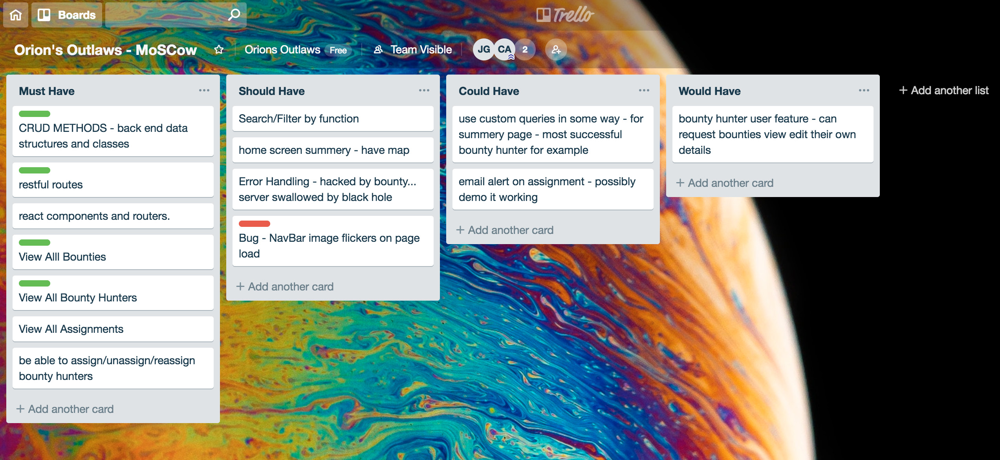 Boards
Trello
Orion's Outlaws - MoSCow
Orions Outlaws Free
Team Visible
JG CA 2
Must Have
CRUD METHODS - back end data
structures and classes
restful routes
react components and routers.
View Alll Bounties
View All Bounty Hunters
View All Assignments
be able to assign/unassign/reassign
bounty hunters
+ Add another card
Should Have
Search/Filter by function
home screen summery - have map
Error Handling - hacked by bounty...
server swallowed by black hole
Bug - NavBar image flickers on page
load
+ Add another card
Could Have
use custom queries in some way - for
summery page - most successful
bounty hunter for example
email alert on assignment - possibly
demo it working
+ Add another card
Would Have
bounty hunter user feature - can
request bounties view edit their own
details
+ Add another card
+ Add another list